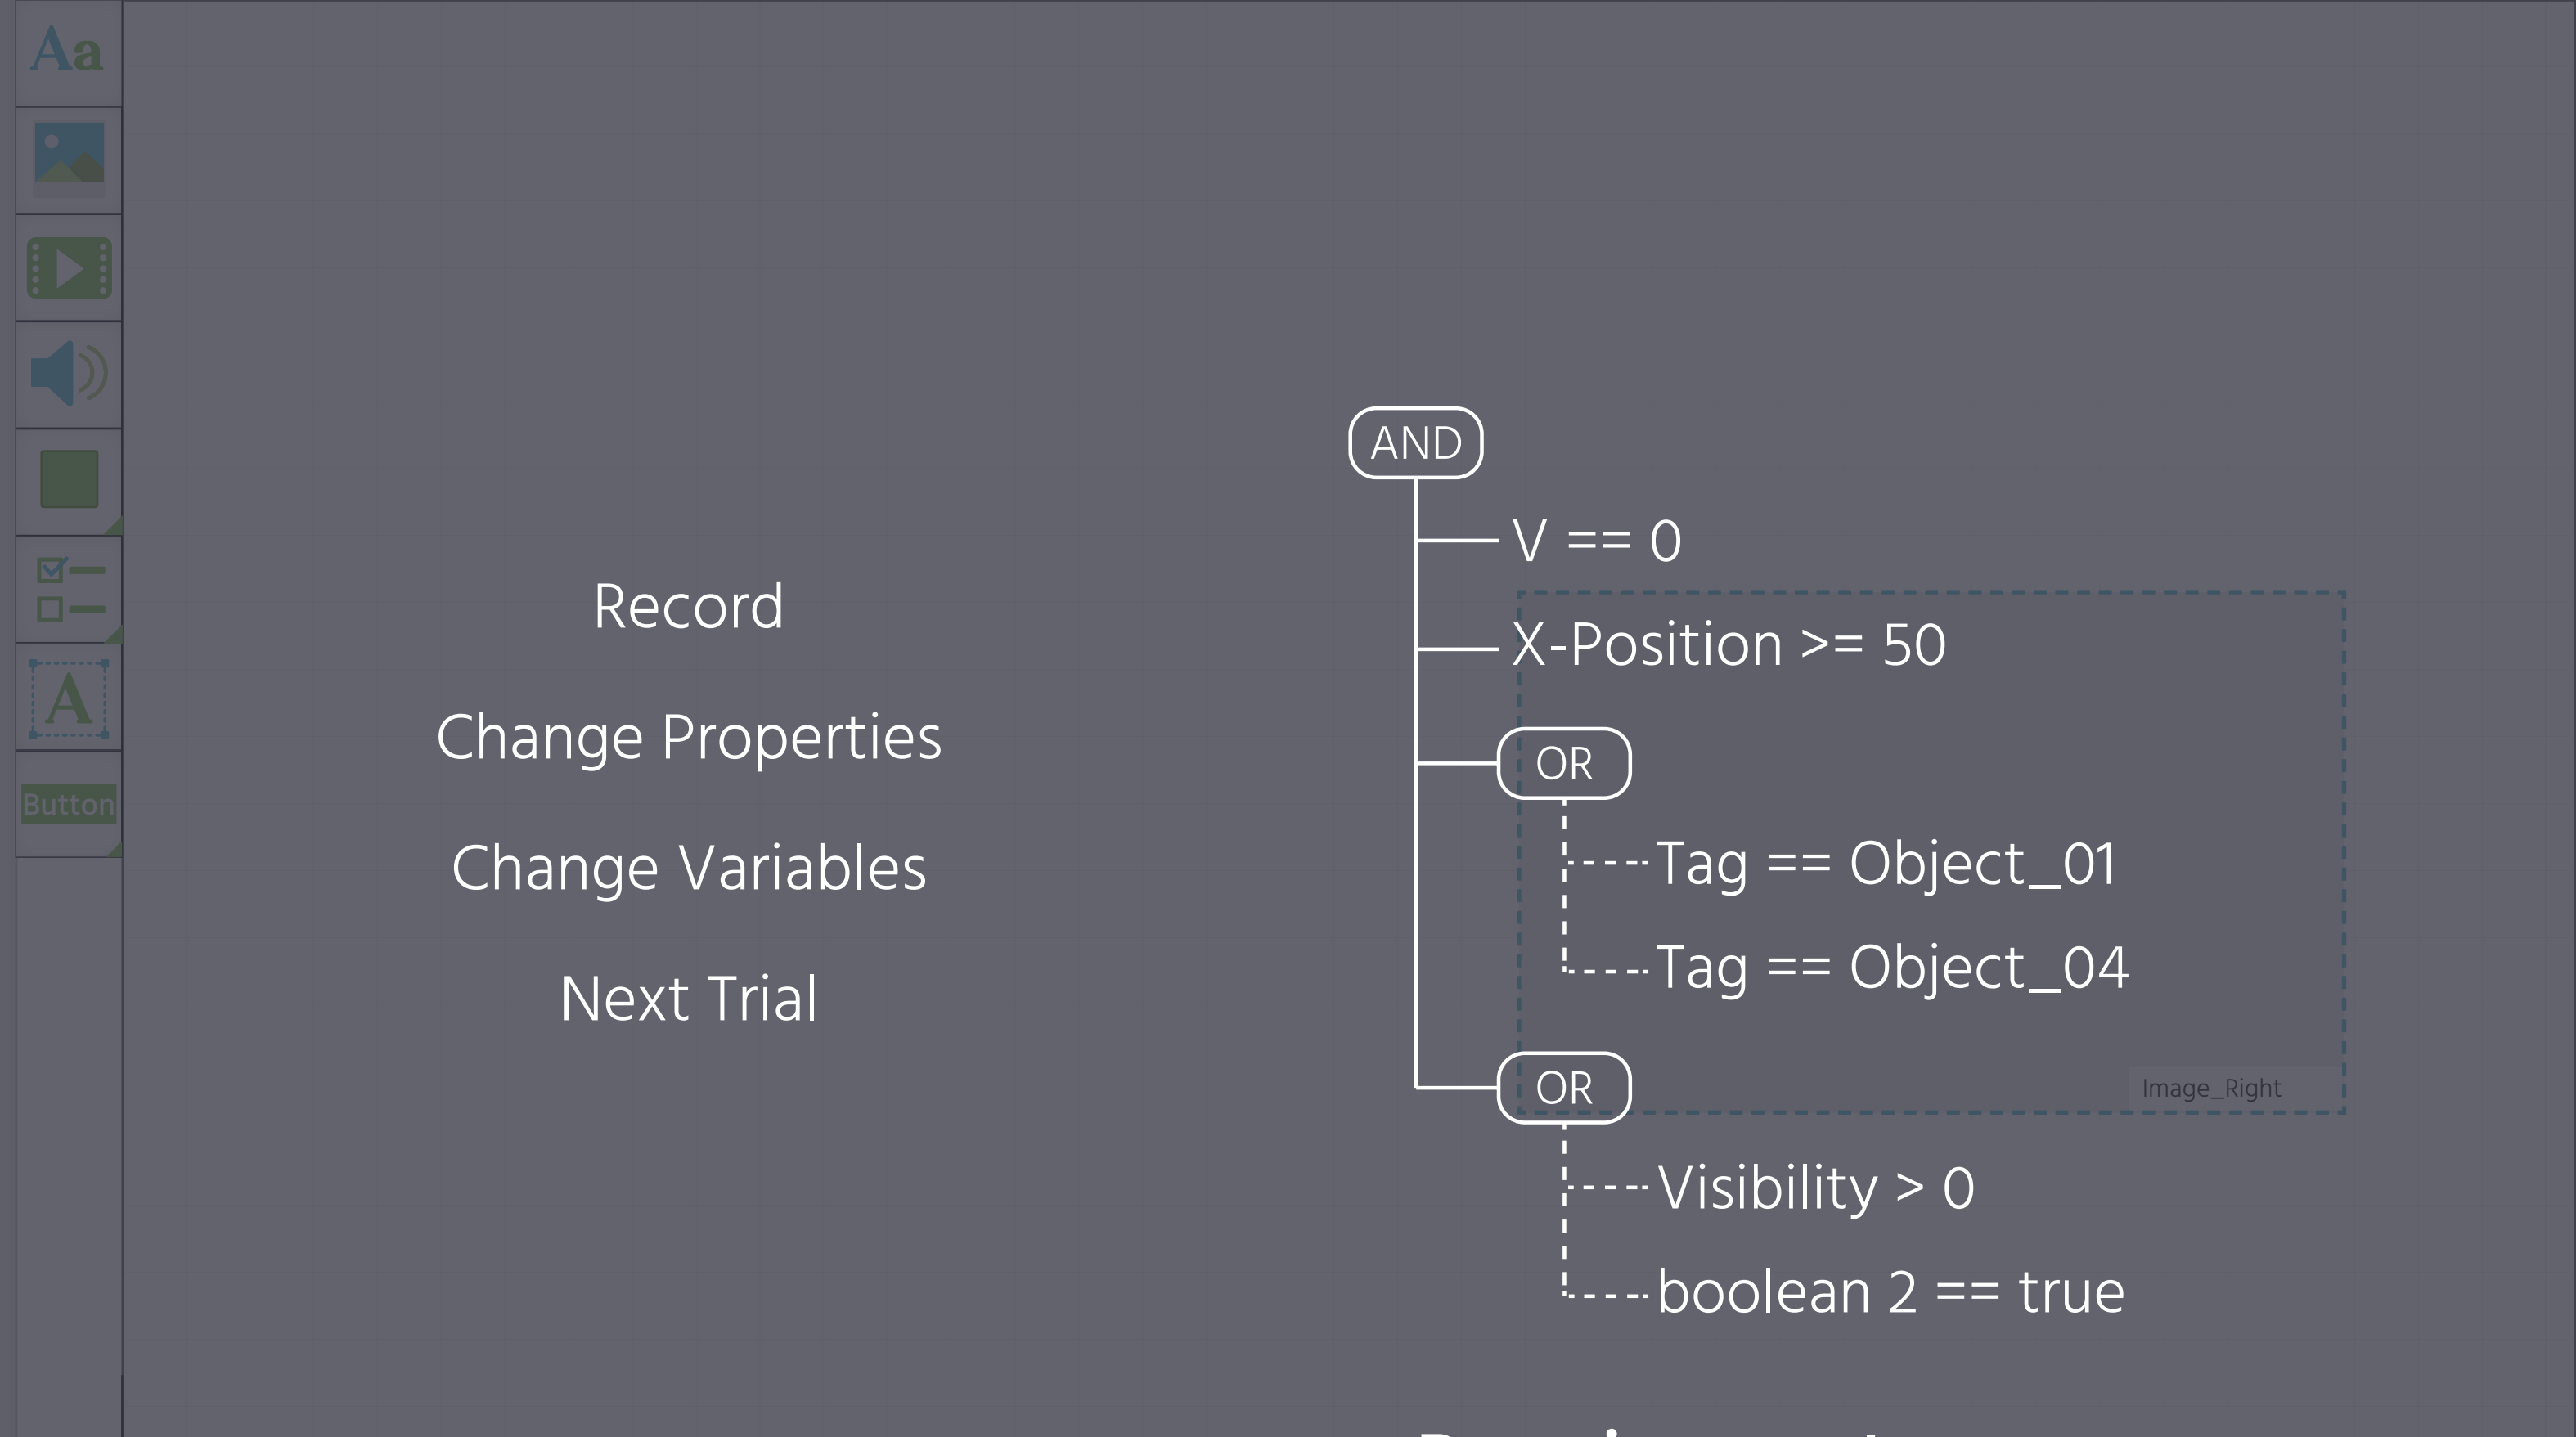 Aa
A
Button
Record
Change Properties
Change Variables
Next Trial
AND
V == 0
X-Position >= 50
OR
Tag == Object_01
Tag == Object_04
OR
Image_Right
Visibility > 0
boolean 2 == true